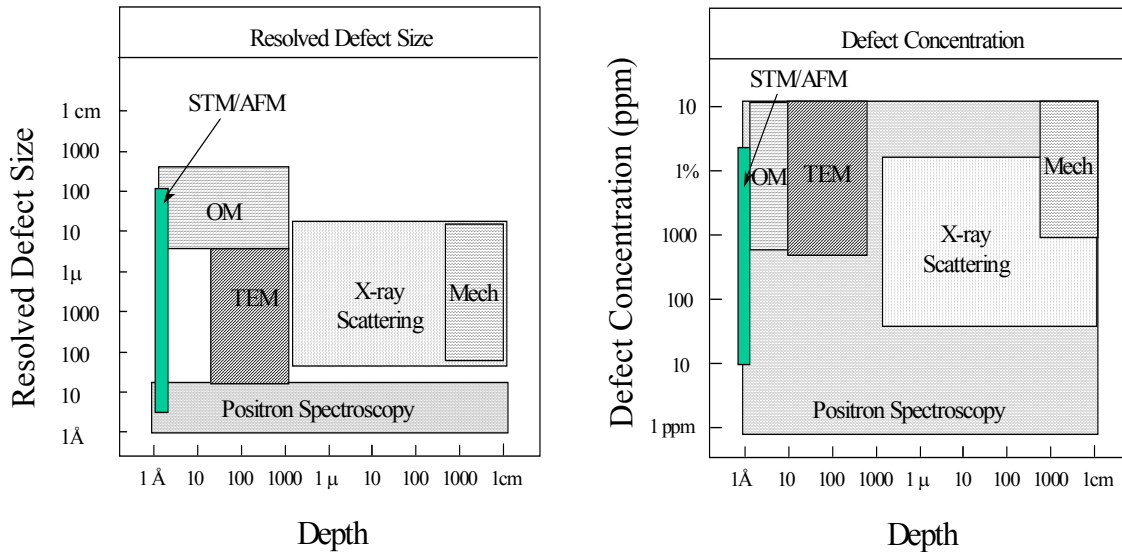 Resolved Defect Size
STM/AFM
Resolved Defect Size
1 cm
1000
100
10
1μ
1000
100
10
1Å
OM
TEM
X-ray
Scattering
Mech
Positron Spectroscopy
1 Å 10 100 1000 1 μ 10 100 1000 1cm
Depth
Defect Concentration
STM/AFM
Defect Concentration (ppm)
10
1%
1000
100
10
1 ppm
OM
TEM
X-ray
Scattering
Mech
Positron Spectroscopy
1Å 10 100 1000 1 μ 10 100 1000 1cm
Depth